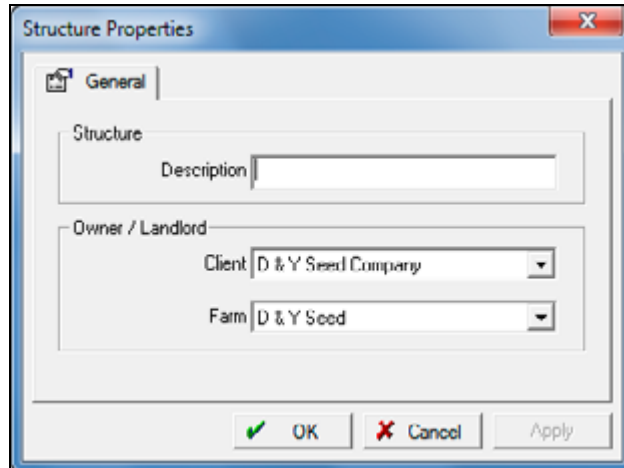 Structure Properties
General
Structure
Description
Owner / Landlord
Client D & Y Seed Company
Farm D & Y Seed
OK Cancel Apply